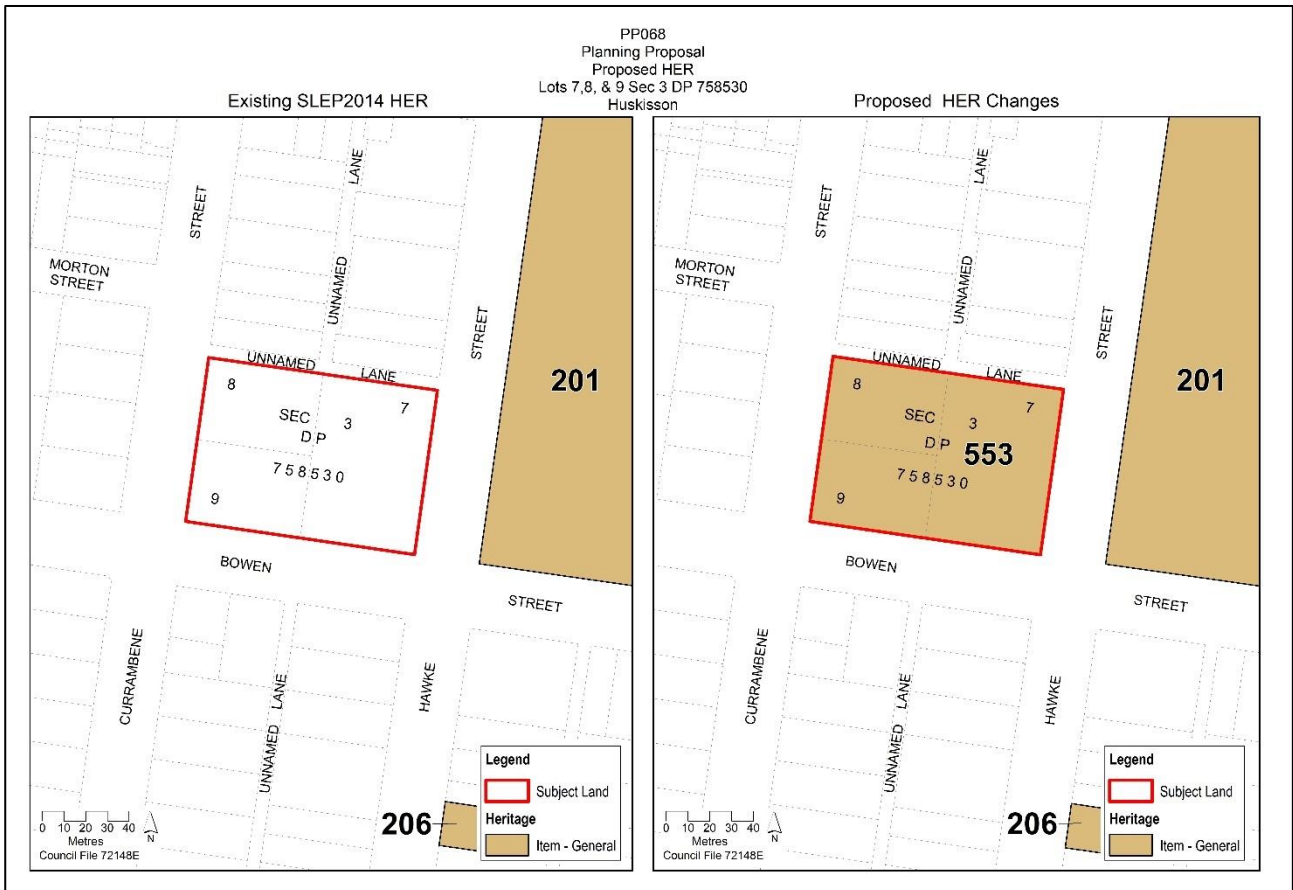 PP068
Planning Proposal
Proposed HER
Lots 7,8, & 9 Sec 3 DP 758530
Huskisson
Existing SLEP2014 HER
LANE
STREET
MORTON
STREET
UNNAMED
STREET
201
UNNAMED
LANE
8
7
SEC
3
D P
7 5 8 5 3 0
9
BOWEN
STREET
CURRAMBENE
LANE
HAWKE
UNNAMED
206
Legend
Subject Land
Heritage
Item - General
0 10 20 30 40
Metres
N
Council File 72148E
Proposed HER Changes
LANE
STREET
MORTON
STREET
UNNAMED
STREET
201
UNNAMED
LANE
8
7
SEC
3
D P
553
7 5 8 5 3 0
9
BOWEN
STREET
CURRAMBENE
LANE
HAWKE
UNNAMED
206
Legend
Subject Land
Heritage
Item - General
0 10 20 30 40
Metres
N
Council File 72148E